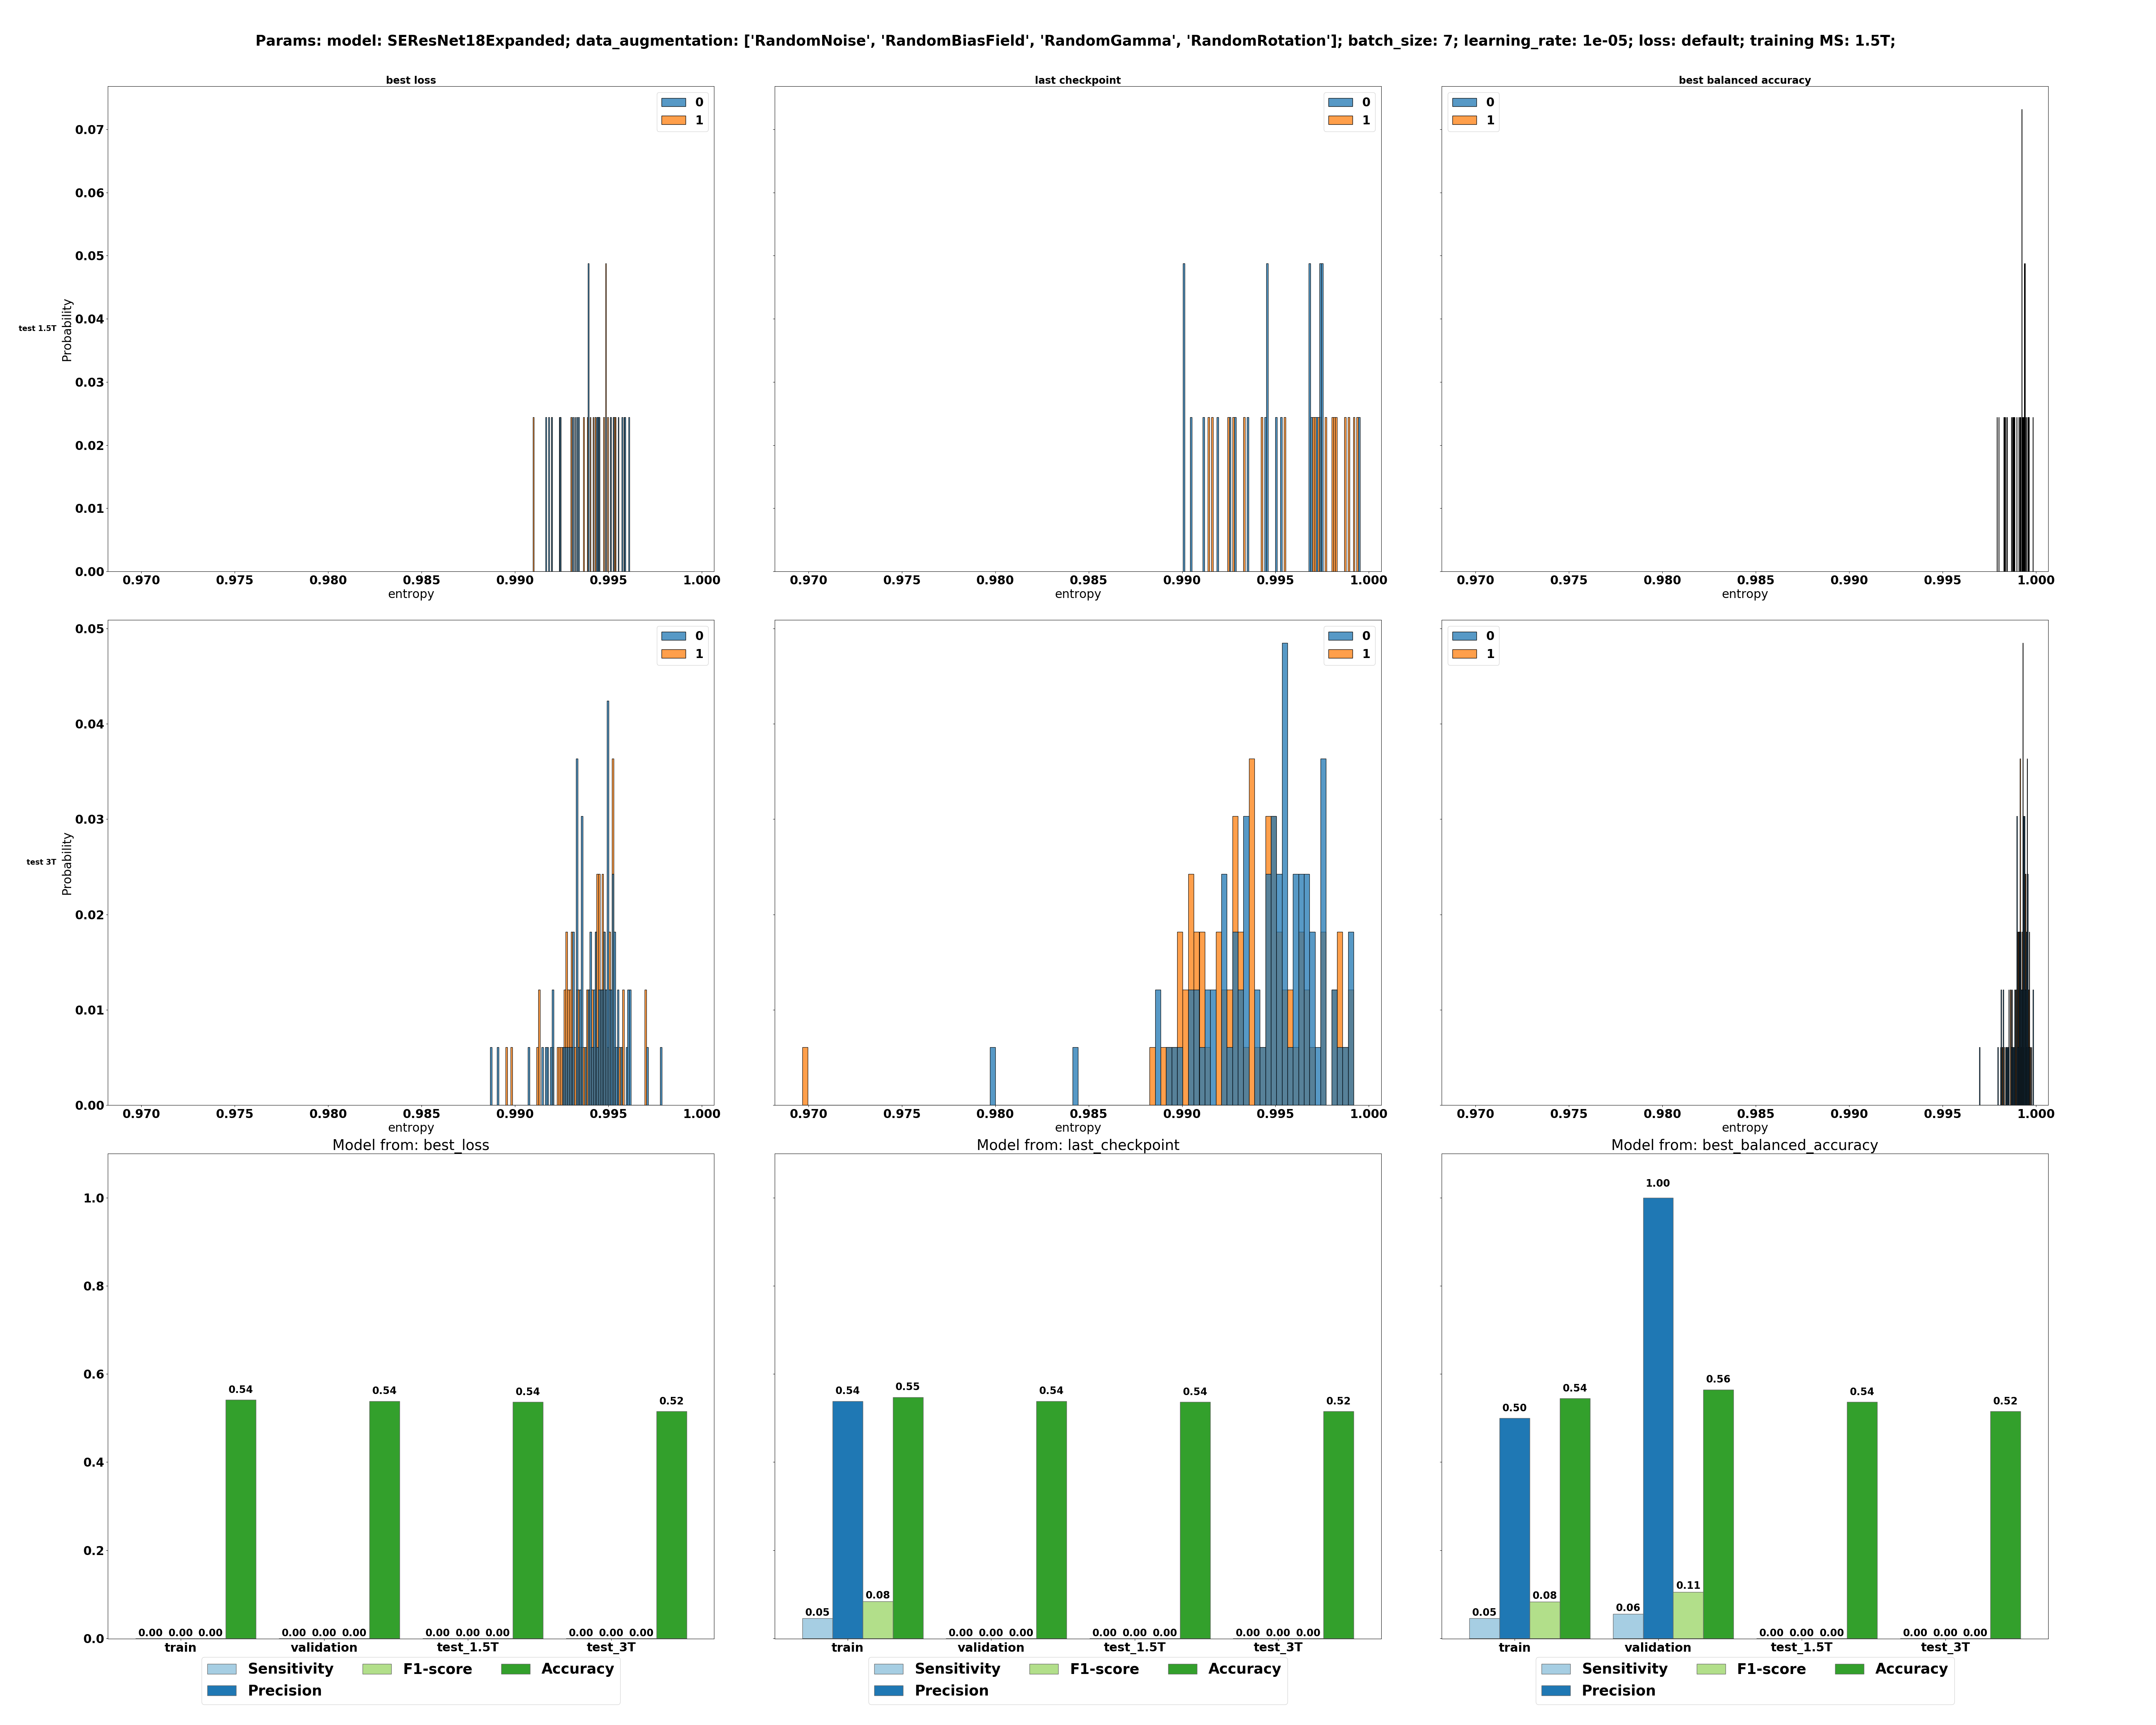 Params: model: SEResNet18Expanded; data_augmentation: ['RandomNoise', 'RandomBiasField', 'RandomGamma', 'RandomRotation']; batch_size: 7; learning_rate: 1e-05; loss: default; training MS: 1.5T;
best loss
0
1
0.07
0.06
0.05
0.04
0.03
0.02
0.01
0.00
test 1.5T
Probability
0.970 0.975 0.980 0.985 0.990 0.995 1.000
entropy
last checkpoint
0
1
0.970 0.975 0.980 0.985 0.990 0.995 1.000
entropy
best balanced accuracy
0
1
0.970 0.975 0.980 0.985 0.990 0.995 1.000
entropy
0
1
0.05
0.04
0.03
0.02
0.01
0.00
test 3T
Probability
0.970 0.975 0.980 0.985 0.990 0.995 1.000
entropy
0
1
0.970 0.975 0.980 0.985 0.990 0.995 1.000
entropy
0
1
0.970 0.975 0.980 0.985 0.990 0.995 1.000
entropy
Model from: best_loss
1.0
0.8
0.6
0.4
0.2
0.0
0.54 0.54 0.54 0.52
0.00 0.00 0.00 0.00 0.00 0.00 0.00 0.00 0.00 0.00 0.00 0.00
train validation test_1.5T test_3T
Sensitivity F1-score Accuracy
Precision
Model from: last_checkpoint
0.54 0.55 0.54 0.54 0.52
0.05 0.08 0.00 0.00 0.00 0.00 0.00 0.00 0.00 0.00 0.00
train validation test_1.5T test_3T
Sensitivity F1-score Accuracy
Precision
Model from: best_balanced_accuracy
1.00
0.50 0.54 0.56 0.54 0.52
0.05 0.08 0.06 0.11 0.00 0.00 0.00 0.00 0.00 0.00
train validation test_1.5T test_3T
Sensitivity F1-score Accuracy
Precision